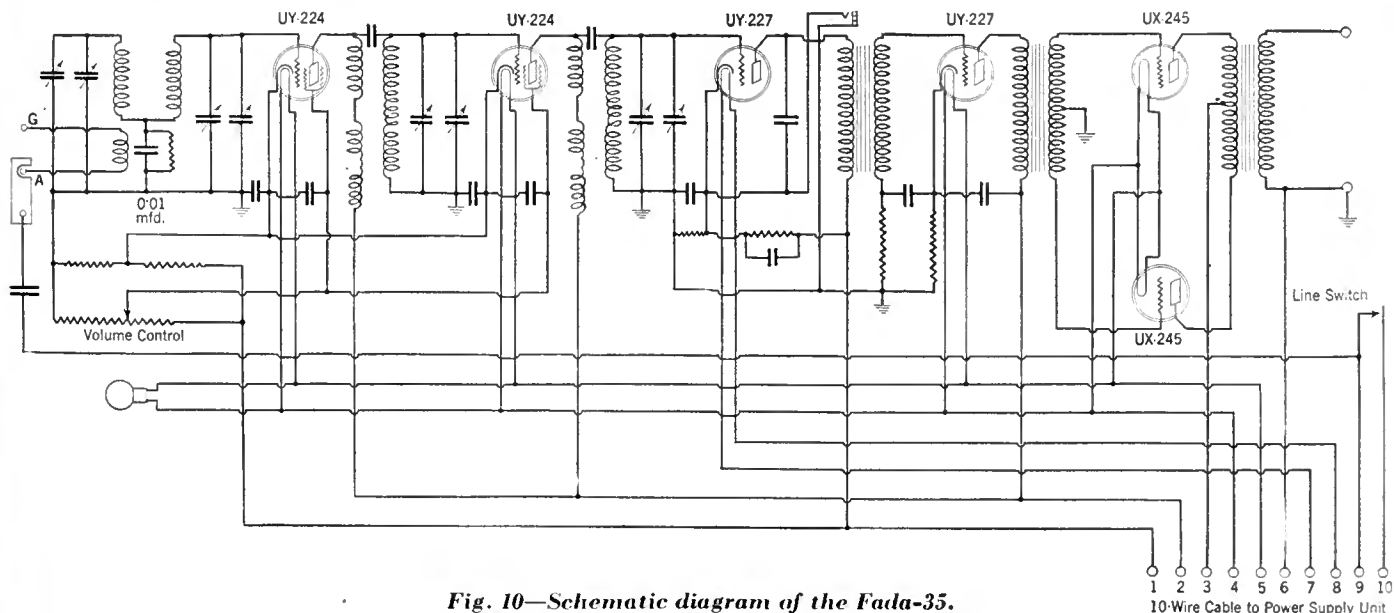 UY·224
UY·224
UY·227
UY·227
UX·245
G
A
0·01
mfd.
Volume Control
UX·245
Line Switch
1 2 3 4 5 6 7 8 9 10
10·Wire Cable to Power Supply Unit
Fig. 10—Schematic diagram of the Fada-35.